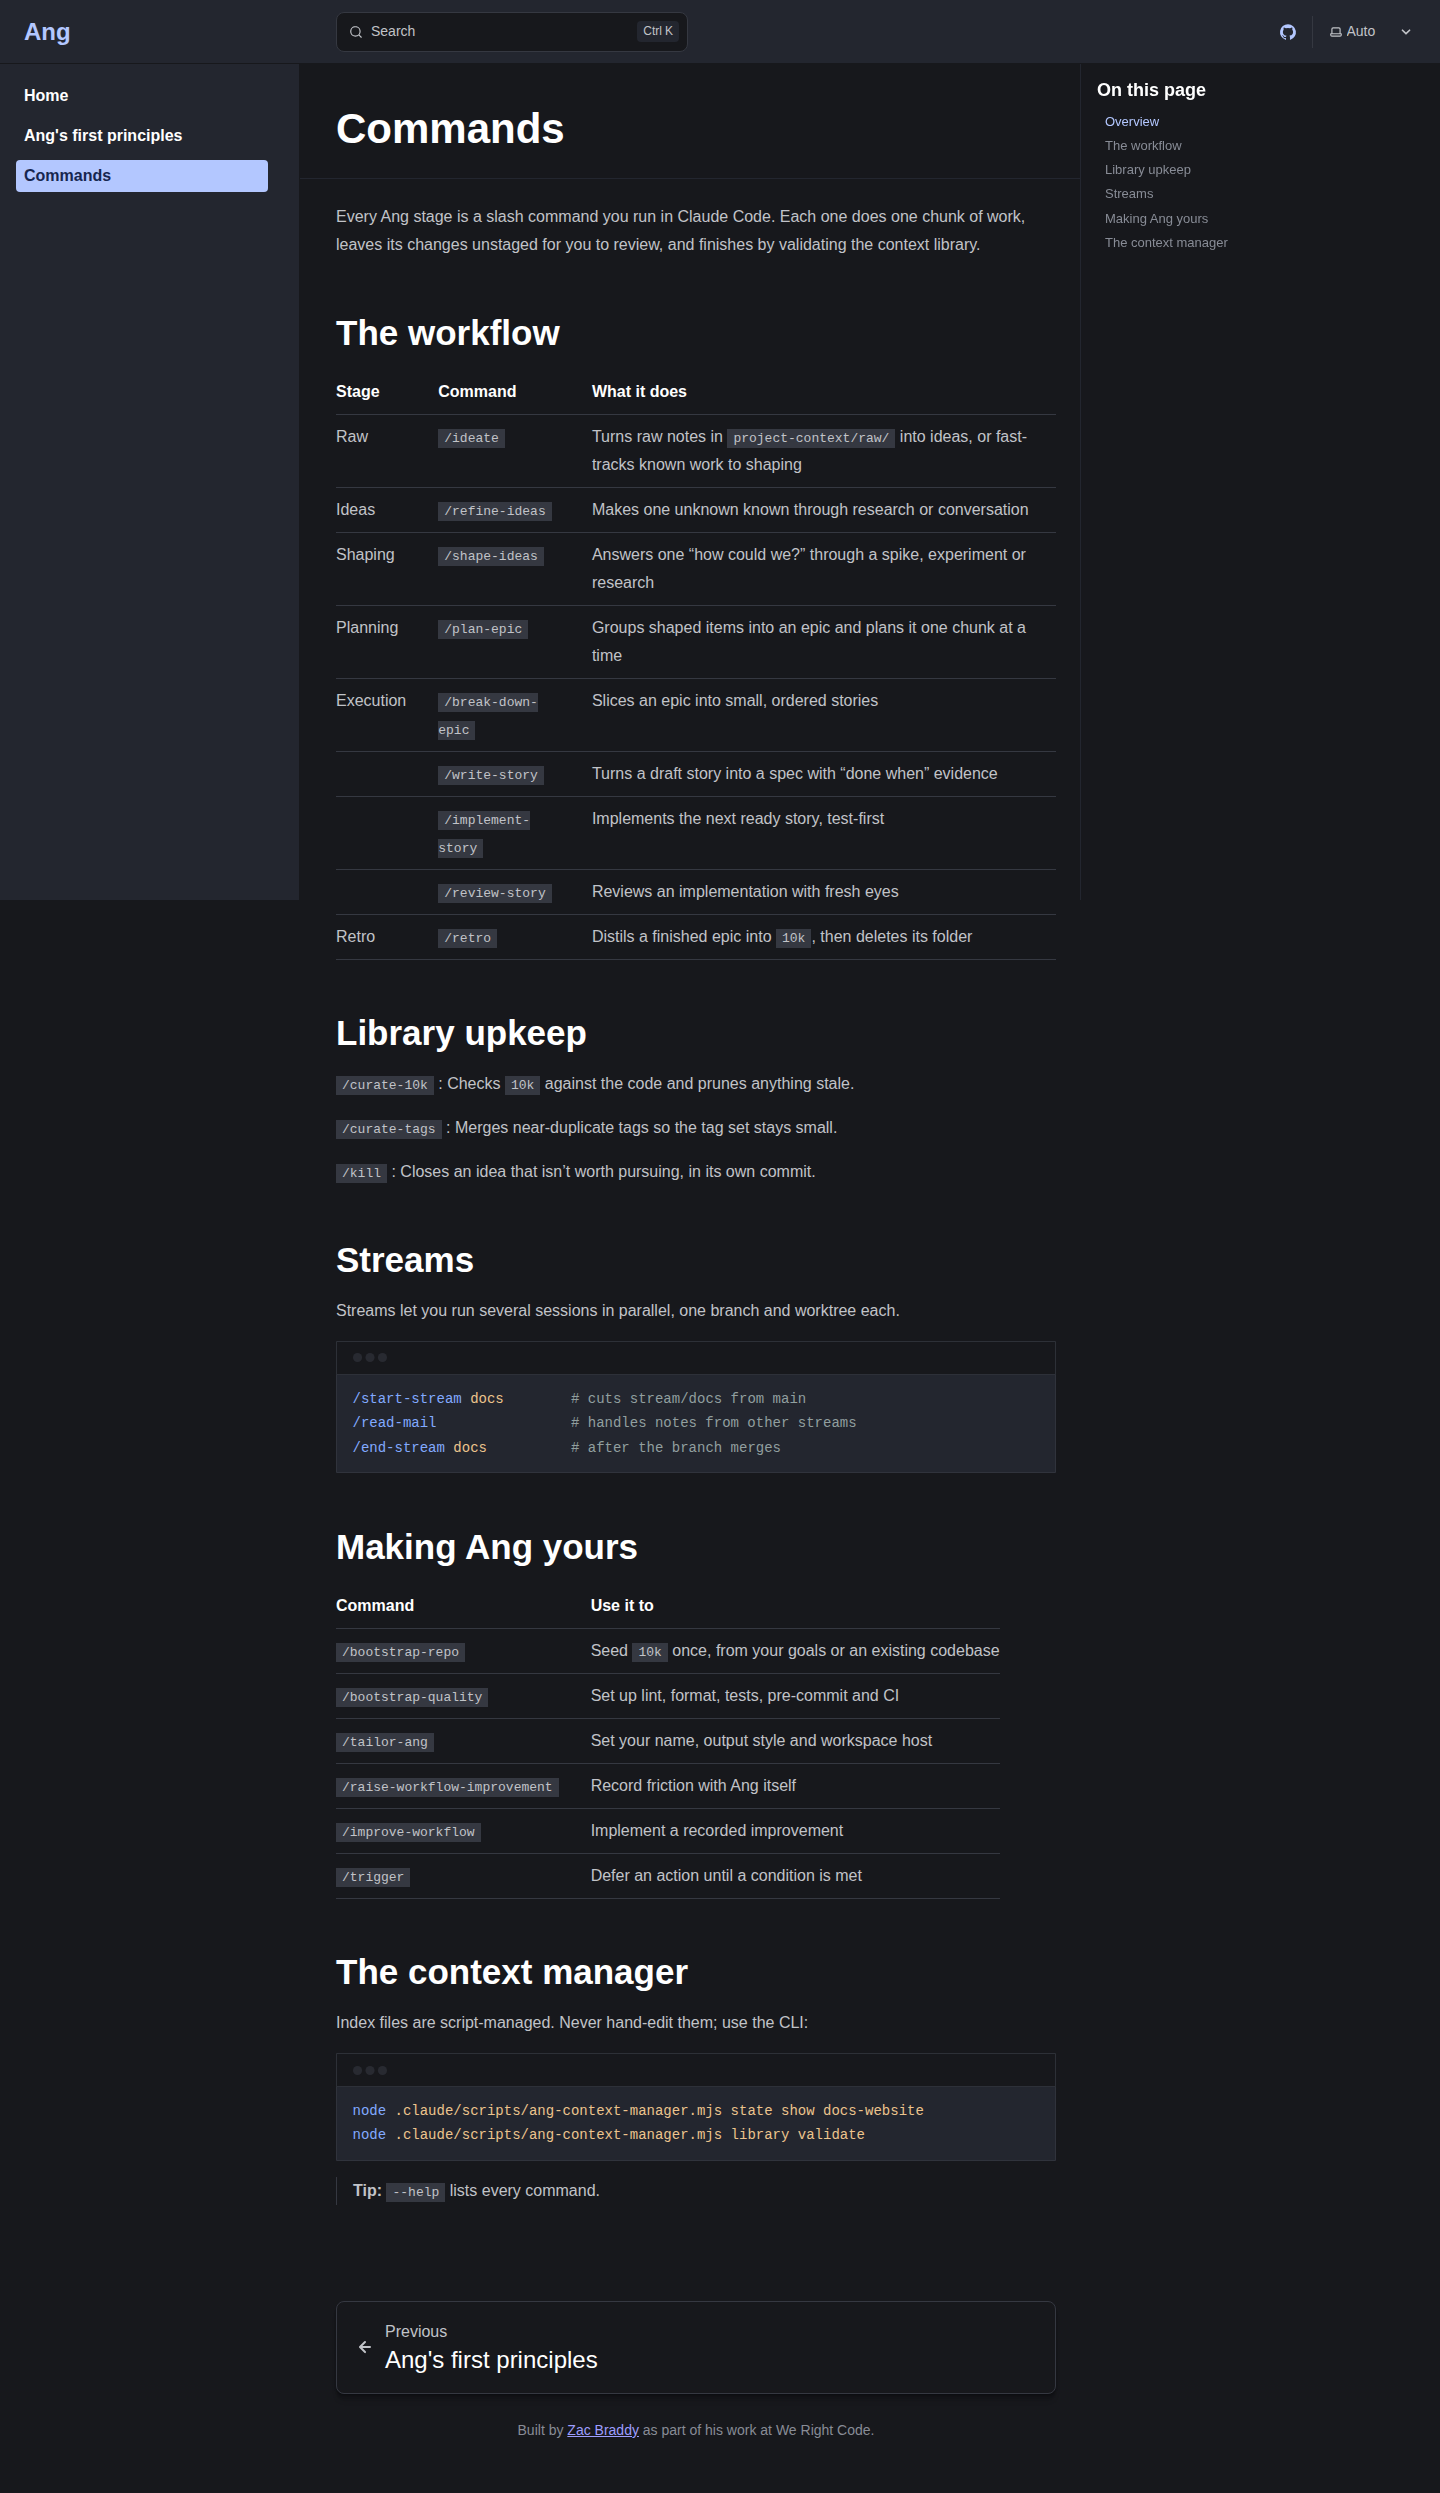 Ang
Search
Ctrl K
Auto
Home
Ang's first principles
Commands
On this page
Overview
The workflow
Library upkeep
Streams
Making Ang yours
The context manager
Commands
Every Ang stage is a slash command you run in Claude Code. Each one does one chunk of work,
leaves its changes unstaged for you to review, and finishes by validating the context library.
The workflow
Stage Command What it does
Raw /ideate Turns raw notes in project-context/raw/ into ideas, or fast-
tracks known work to shaping
Ideas /refine-ideas Makes one unknown known through research or conversation
Shaping /shape-ideas Answers one “how could we?” through a spike, experiment or
research
Planning /plan-epic Groups shaped items into an epic and plans it one chunk at a
time
Execution /break-down- Slices an epic into small, ordered stories
epic
/write-story Turns a draft story into a spec with “done when” evidence
/implement- Implements the next ready story, test-first
story
/review-story Reviews an implementation with fresh eyes
Retro /retro Distils a finished epic into 10k, then deletes its folder
Library upkeep
/curate-10k : Checks 10k against the code and prunes anything stale.
/curate-tags : Merges near-duplicate tags so the tag set stays small.
/kill : Closes an idea that isn’t worth pursuing, in its own commit.
Streams
Streams let you run several sessions in parallel, one branch and worktree each.
/start-stream docs # cuts stream/docs from main
/read-mail # handles notes from other streams
/end-stream docs # after the branch merges
Making Ang yours
Command Use it to
/bootstrap-repo Seed 10k once, from your goals or an existing codebase
/bootstrap-quality Set up lint, format, tests, pre-commit and CI
/tailor-ang Set your name, output style and workspace host
/raise-workflow-improvement Record friction with Ang itself
/improve-workflow Implement a recorded improvement
/trigger Defer an action until a condition is met
The context manager
Index files are script-managed. Never hand-edit them; use the CLI:
node .claude/scripts/ang-context-manager.mjs state show docs-website
node .claude/scripts/ang-context-manager.mjs library validate
Tip: --help lists every command.
Previous
Ang's first principles
Built by Zac Braddy as part of his work at We Right Code.